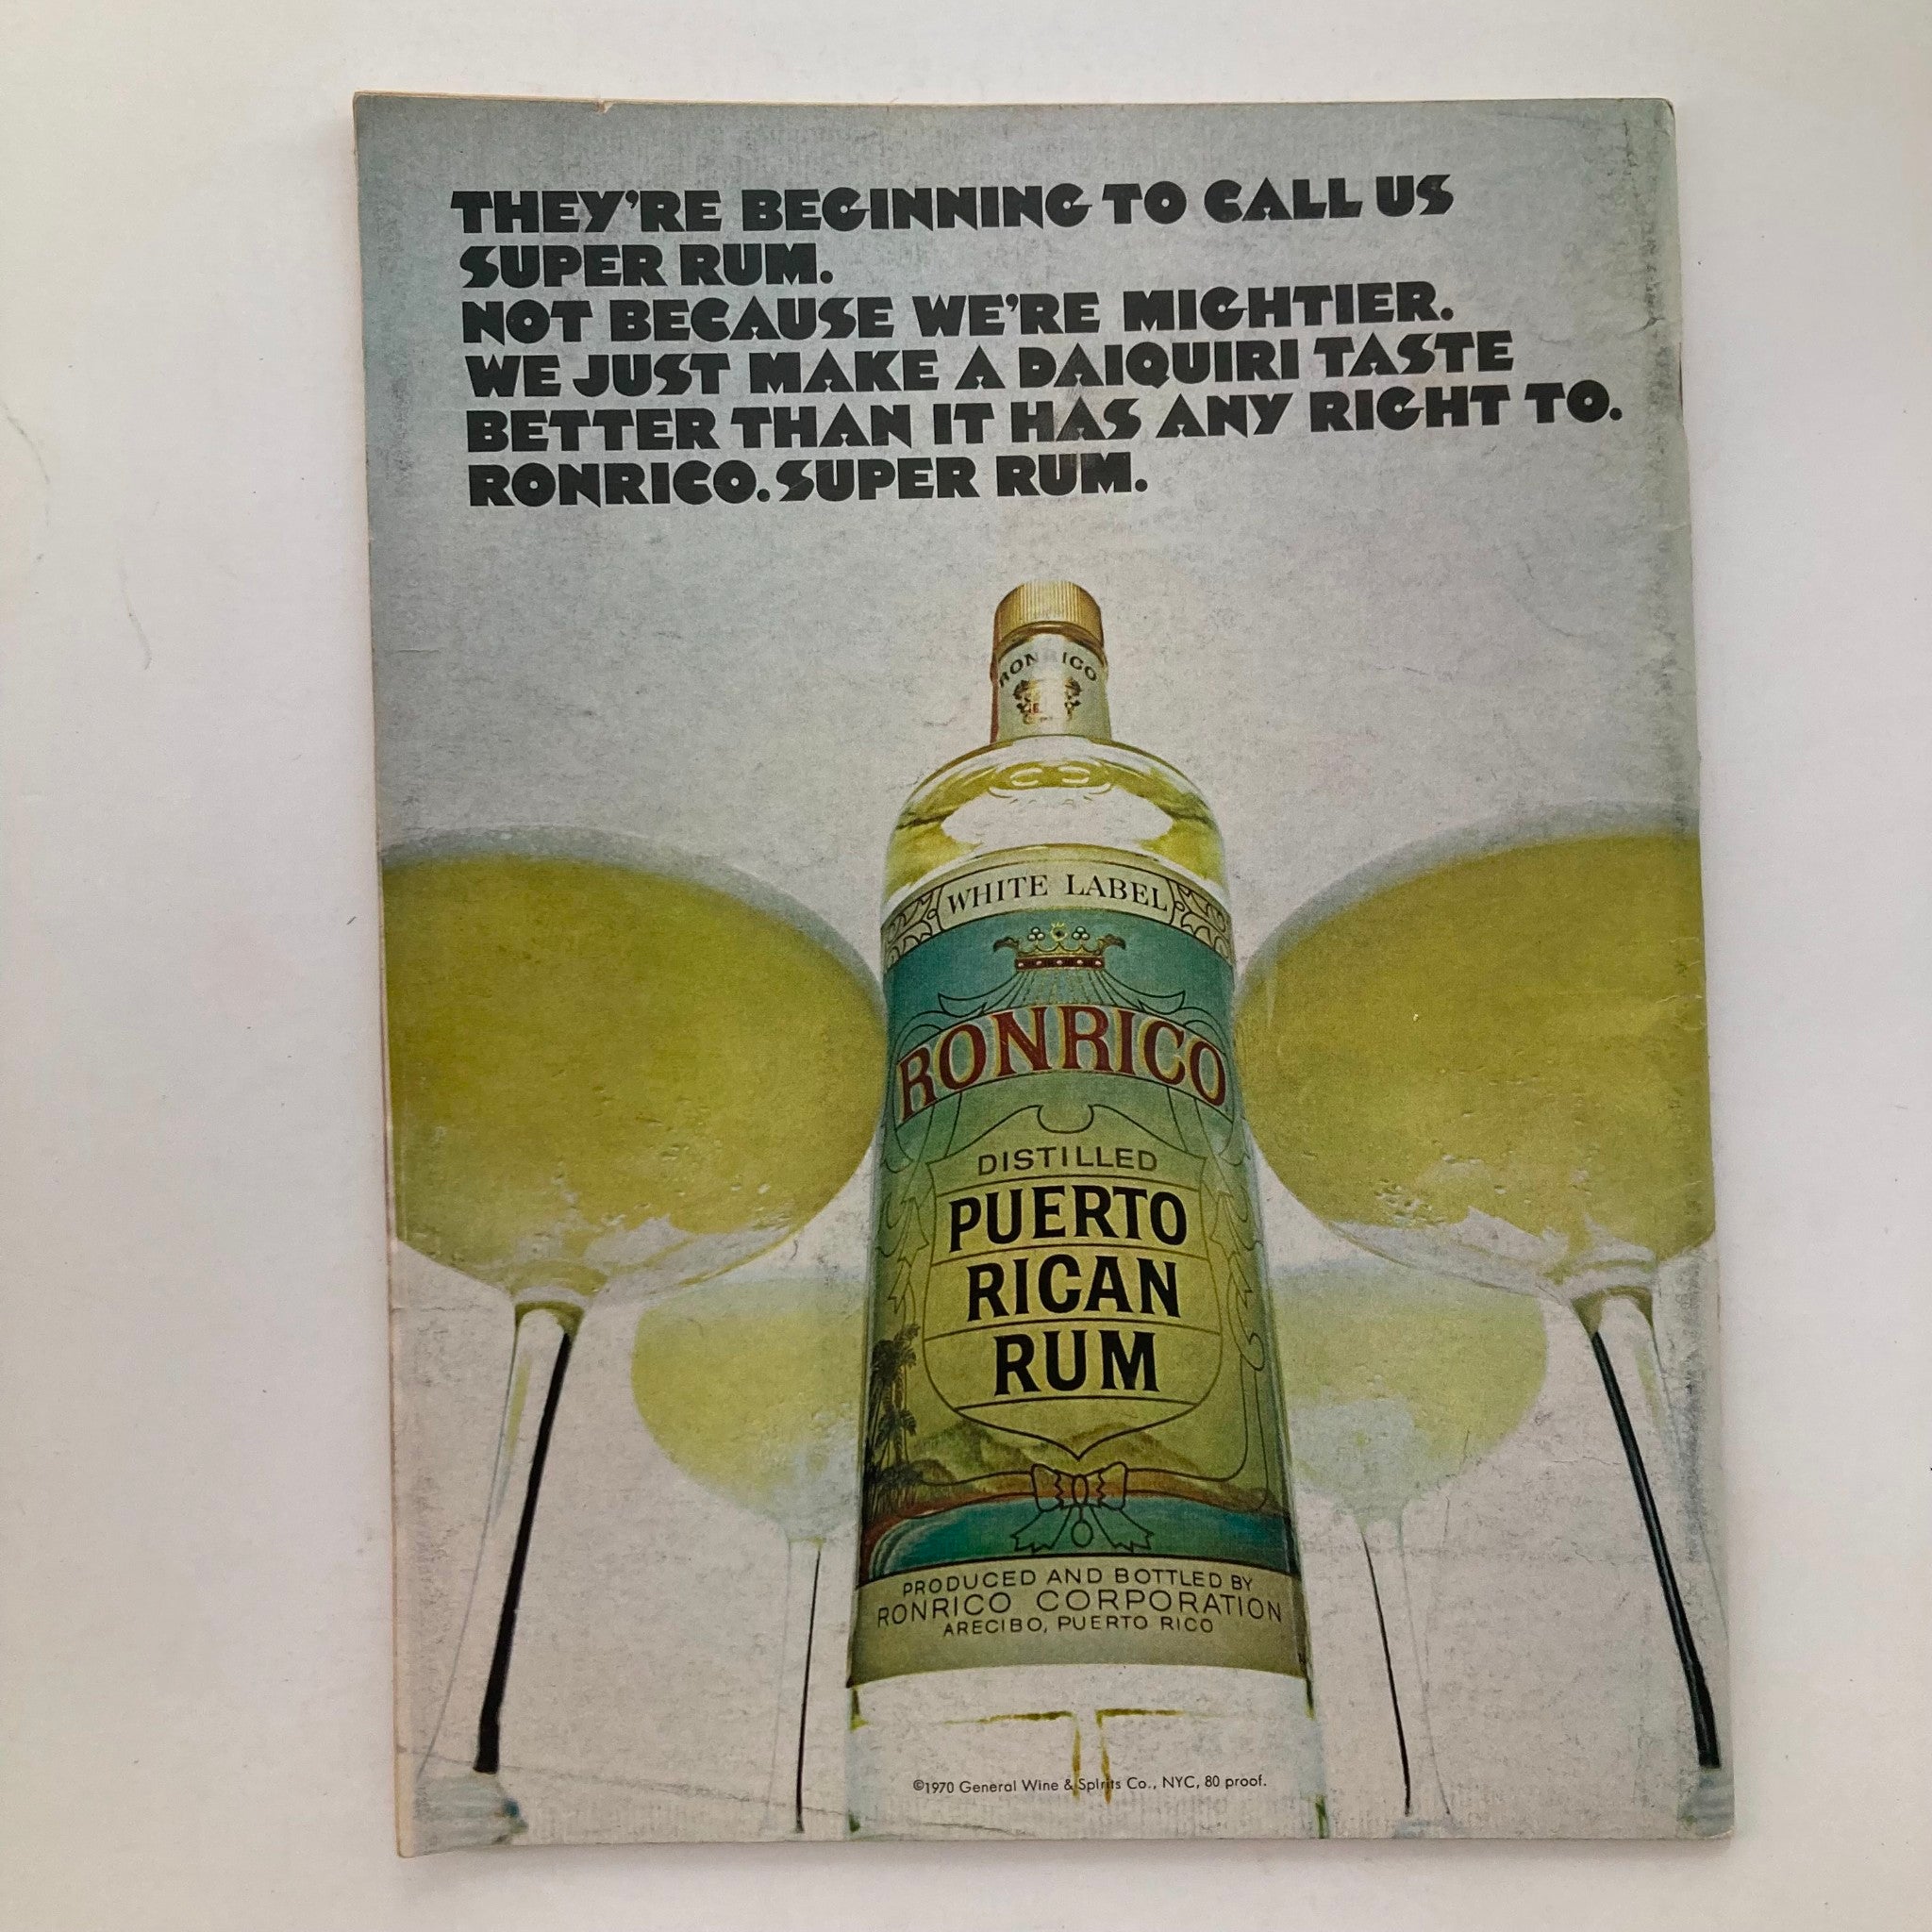 THEY'RE BEGINNING TO CALL US
SUPER RUM.
NOT BECAUSE WE'RE MIGHTIER.
WE JUST MAKE A DAIQUIRI TASTE
BETTER THAN IT HAS ANY RIGHT TO.
RONRICO. SUPER RUM.
RONRICO
WHITE LABEL
RONRICO
DISTILLED
PUERTO
RICAN
RUM
PRODUCED AND BOTTLED BY
RONRICO CORPORATION
ARECIBO, PUERTO RICO
©1970 General Wine & Spirits Co., NYC, 80 proof.